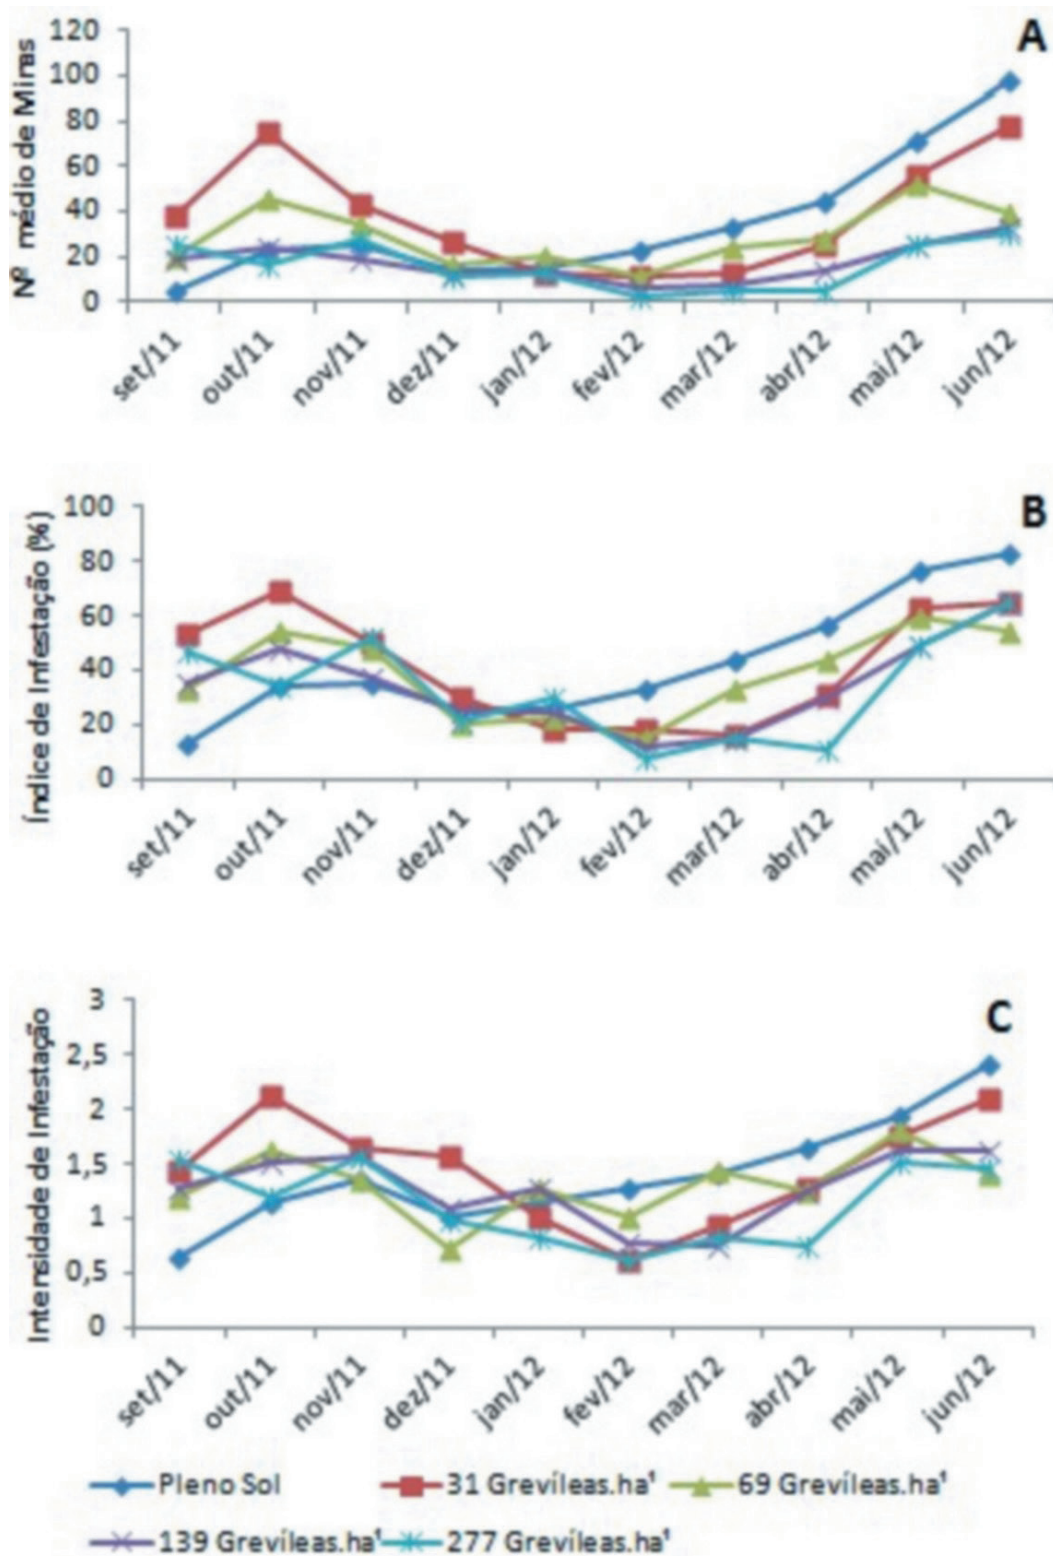 A
Nº médio de Minas
120
100
80
60
40
20
0
set/11
out/11
nov/11
dez/11
jan/12
fev/12
mar/12
abr/12
mai/12
jun/12
B
Índice de Infestação (%)
100
80
60
40
20
0
set/11
out/11
nov/11
dez/11
jan/12
fev/12
mar/12
abr/12
mai/12
jun/12
C
Intensidade de Infestação
3
2,5
2
1,5
1
0,5
0
set/11
out/11
nov/11
dez/11
jan/12
fev/12
mar/12
abr/12
mai/12
jun/12
Pleno Sol
31 Grevíleas.ha¹
69 Grevíleas.ha¹
139 Grevíleas.ha¹
277 Grevíleas.ha¹